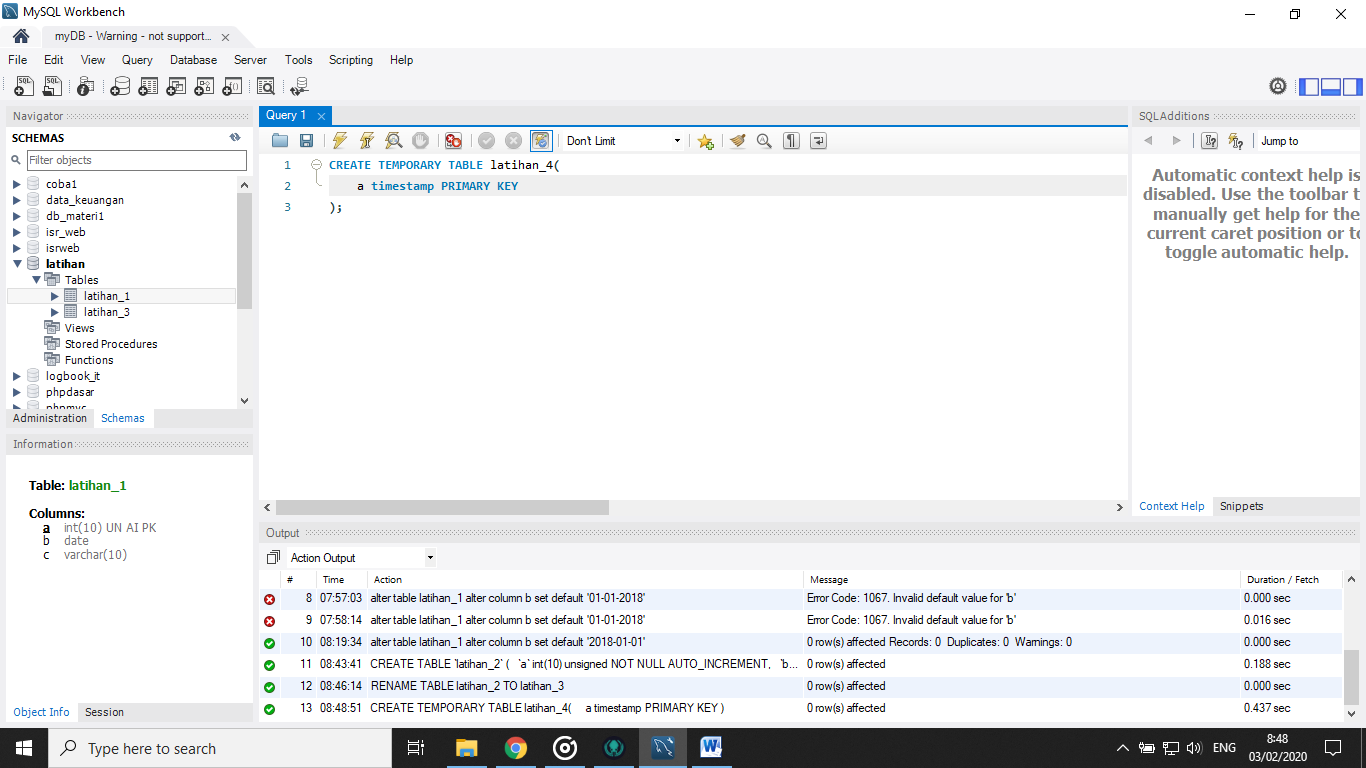 MySQL Workbench
myDB - Warning - not support...
File Edit View Query Database Server Tools Scripting Help
Navigator
SCHEMAS
Filter objects
coba1
data_keuangan
db_materi1
isr_web
isrweb
latihan
Tables
latihan_1
latihan_3
Views
Stored Procedures
Functions
logbook_it
phpdasar
phpmvc
Administration Schemas
Information
Table: latihan_1
Columns:
a int(10) UN AI PK
b date
c varchar(10)
Object Info Session
Query 1
Don't Limit
1 CREATE TEMPORARY TABLE latihan_4(
2 a timestamp PRIMARY KEY
3 );
SQLAdditions
Jump to
Automatic context help is
disabled. Use the toolbar t
manually get help for the
current caret position or to
toggle automatic help.
Context Help Snippets
Output
Action Output
# Time Action Message Duration / Fetch
8 07:57:03 alter table latihan_1 alter column b set default '01-01-2018' Error Code: 1067. Invalid default value for 'b' 0.000 sec
9 07:58:14 alter table latihan_1 alter column b set default '01-01-2018' Error Code: 1067. Invalid default value for 'b' 0.016 sec
10 08:19:34 alter table latihan_1 alter column b set default '2018-01-01' 0 row(s) affected Records: 0 Duplicates: 0 Warnings: 0 0.000 sec
11 08:43:41 CREATE TABLE `latihan_2` ( `a` int(10) unsigned NOT NULL AUTO_INCREMENT, `b... 0 row(s) affected 0.188 sec
12 08:46:14 RENAME TABLE latihan_2 TO latihan_3 0 row(s) affected 0.000 sec
13 08:48:51 CREATE TEMPORARY TABLE latihan_4( a timestamp PRIMARY KEY ) 0 row(s) affected 0.437 sec
Type here to search
ENG
8:48
03/02/2020